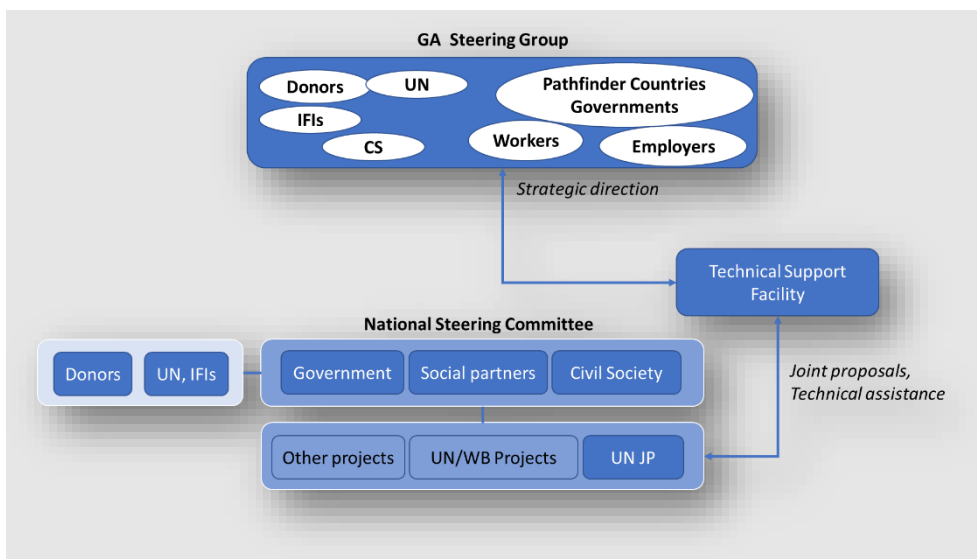 GA Steering Group
Donors
UN
Pathfinder Countries
Governments
IFIs
CS
Workers
Employers
Strategic direction
Technical Support
Facility
National Steering Committee
Donors
UN, IFIs
Government
Social partners
Civil Society
Joint proposals,
Technical assistance
Other projects
UN/WB Projects
UN JP